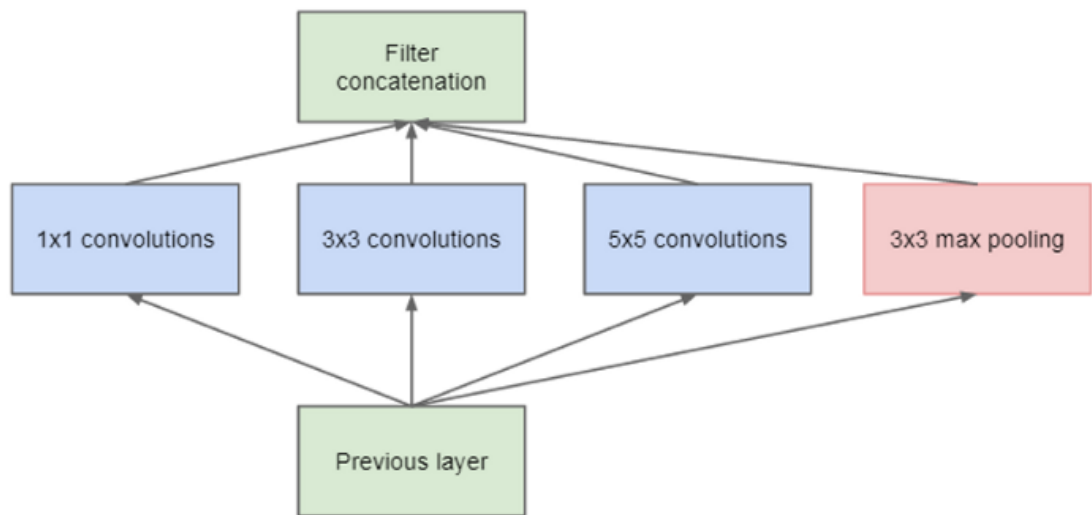 Filter
concatenation
1x1 convolutions
3x3 convolutions
5x5 convolutions
3x3 max pooling
Previous layer